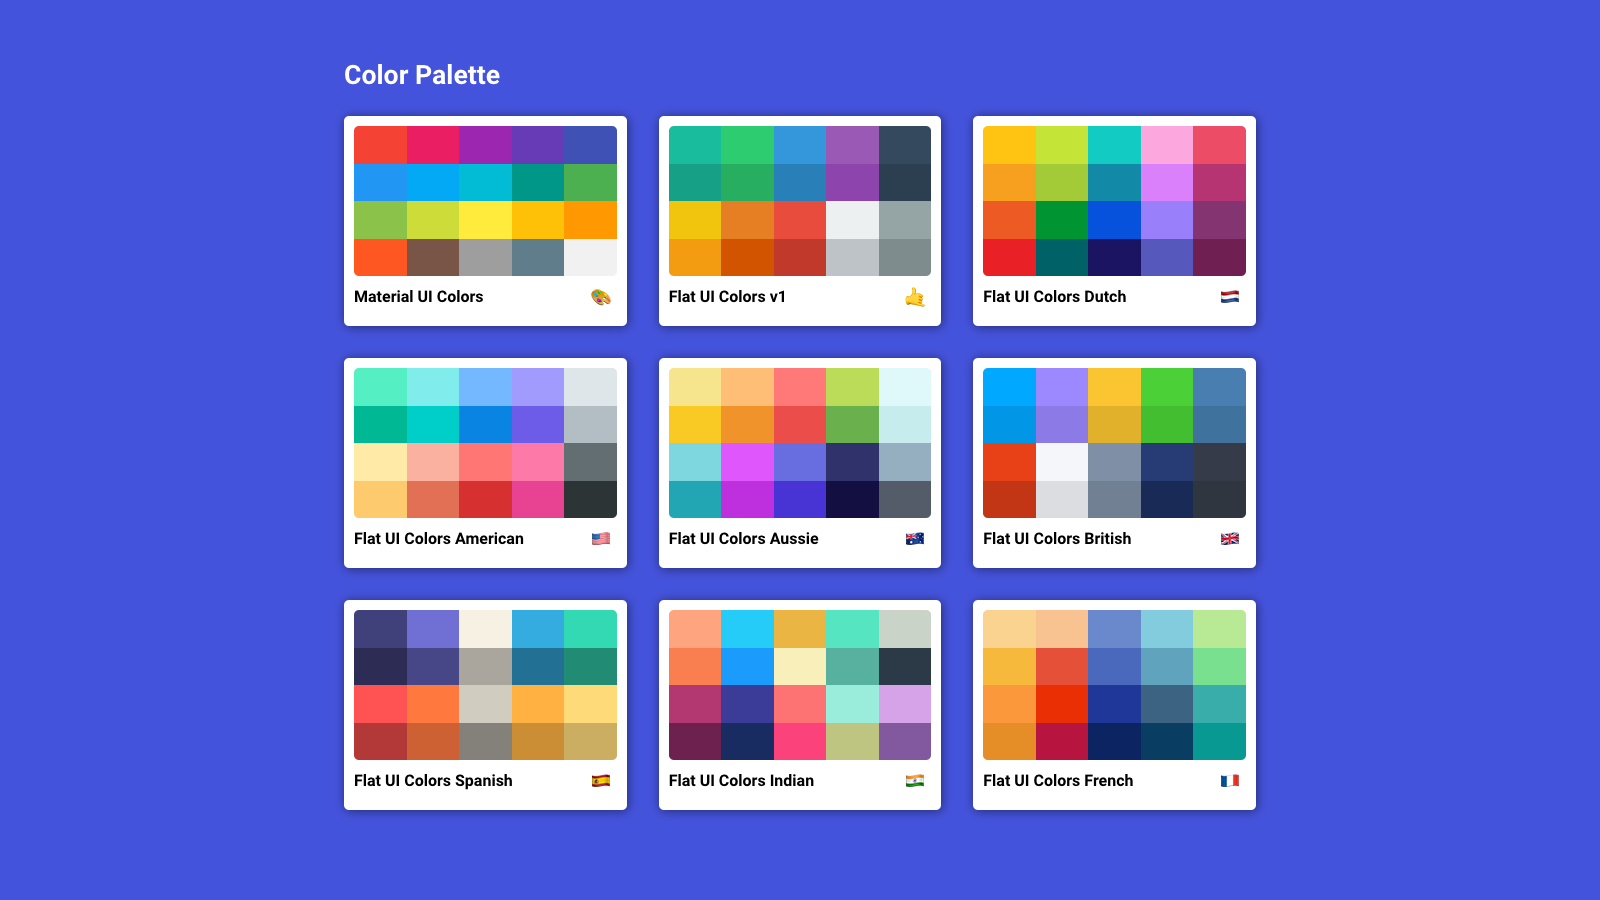 Color Palette
Material UI Colors 🎨
Flat UI Colors v1 🤙
Flat UI Colors Dutch 🇳🇱
Flat UI Colors American 🇺🇸
Flat UI Colors Aussie 🇦🇺
Flat UI Colors British 🇬🇧
Flat UI Colors Spanish 🇪🇸
Flat UI Colors Indian 🇮🇳
Flat UI Colors French 🇫🇷